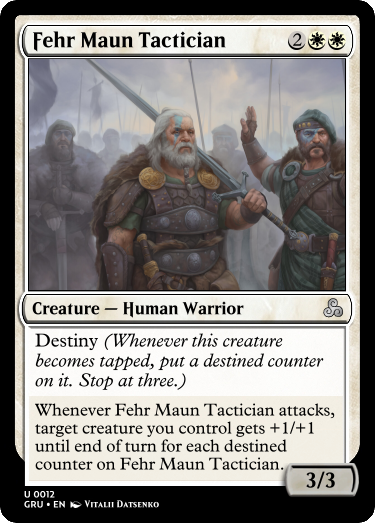 Fehr Maun Tactician 2
Creature — Human Warrior
Destiny (Whenever this creature
becomes tapped, put a destined counter
on it. Stop at three.)
Whenever Fehr Maun Tactician attacks,
target creature you control gets +1/+1
until end of turn for each destined
counter on Fehr Maun Tactician.
3/3
U 0012
GRU • EN Vitalii Datsenko